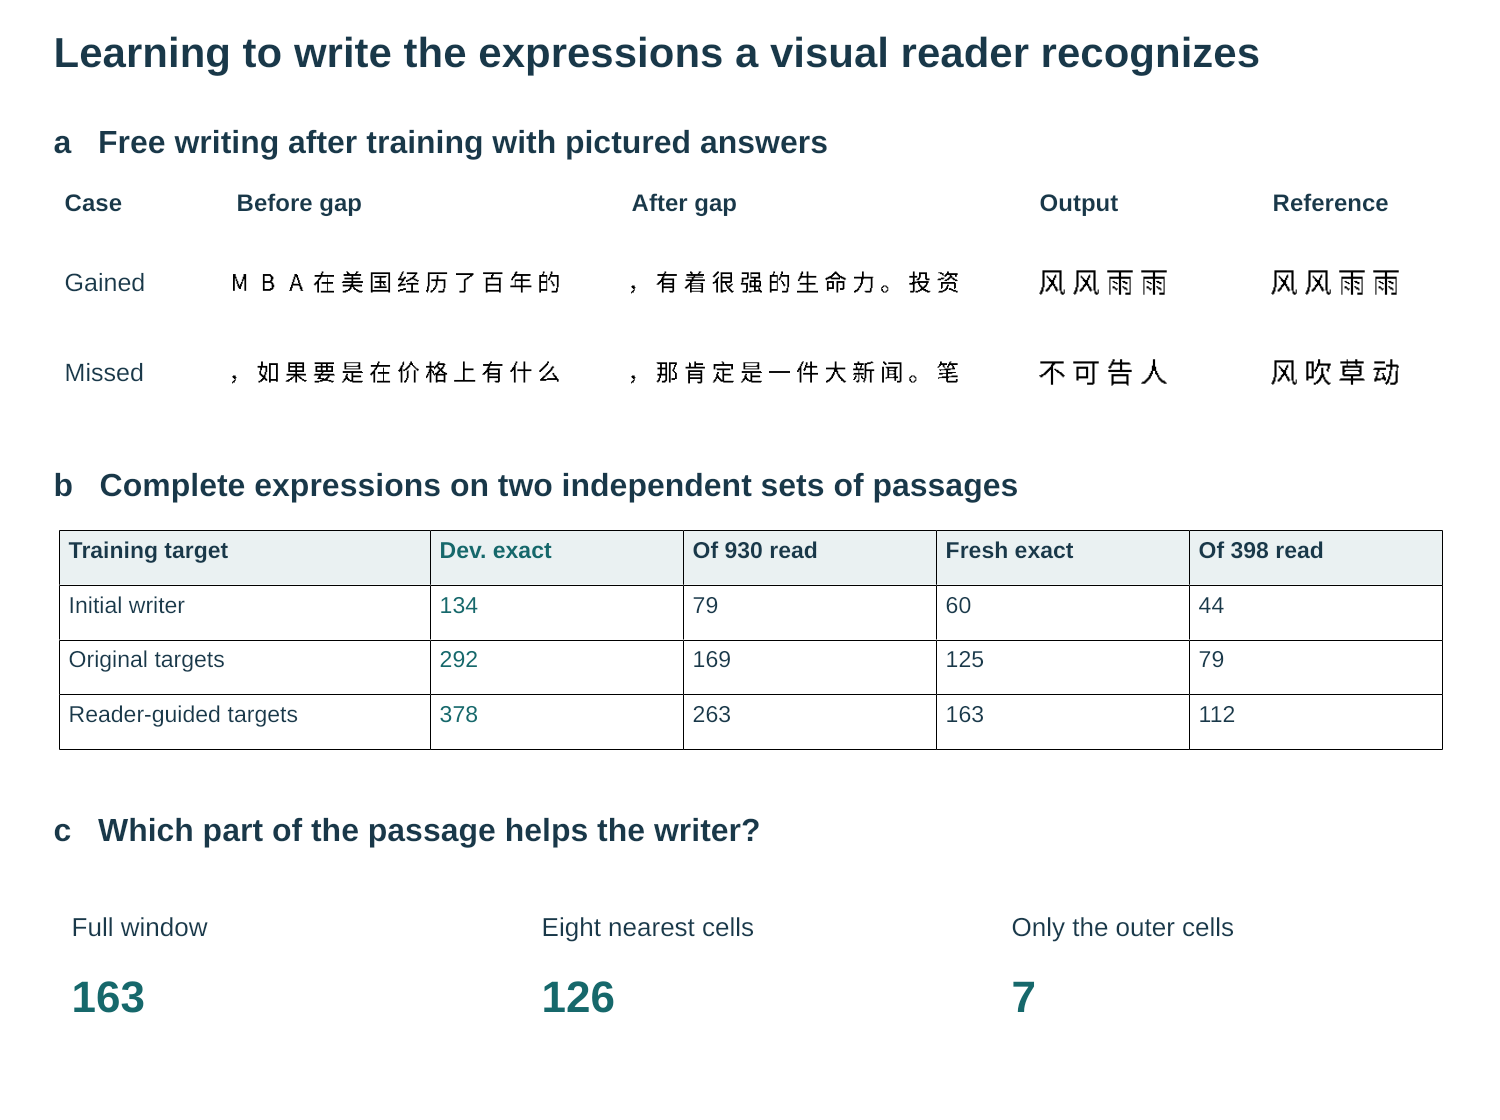 Learning to write the expressions a visual reader recognizes
a Free writing after training with pictured answers
Case Before gap After gap Output Reference
Gained MBA在美国经历了百年的 ，有着很强的生命力。投资 风风雨雨 风风雨雨
Missed ，如果要是在价格上有什么 ，那肯定是一件大新闻。笔 不可告人 风吹草动
b Complete expressions on two independent sets of passages
Training target Dev. exact Of 930 read Fresh exact Of 398 read
Initial writer 134 79 60 44
Original targets 292 169 125 79
Reader-guided targets 378 263 163 112
c Which part of the passage helps the writer?
Full window Eight nearest cells Only the outer cells
163 126 7